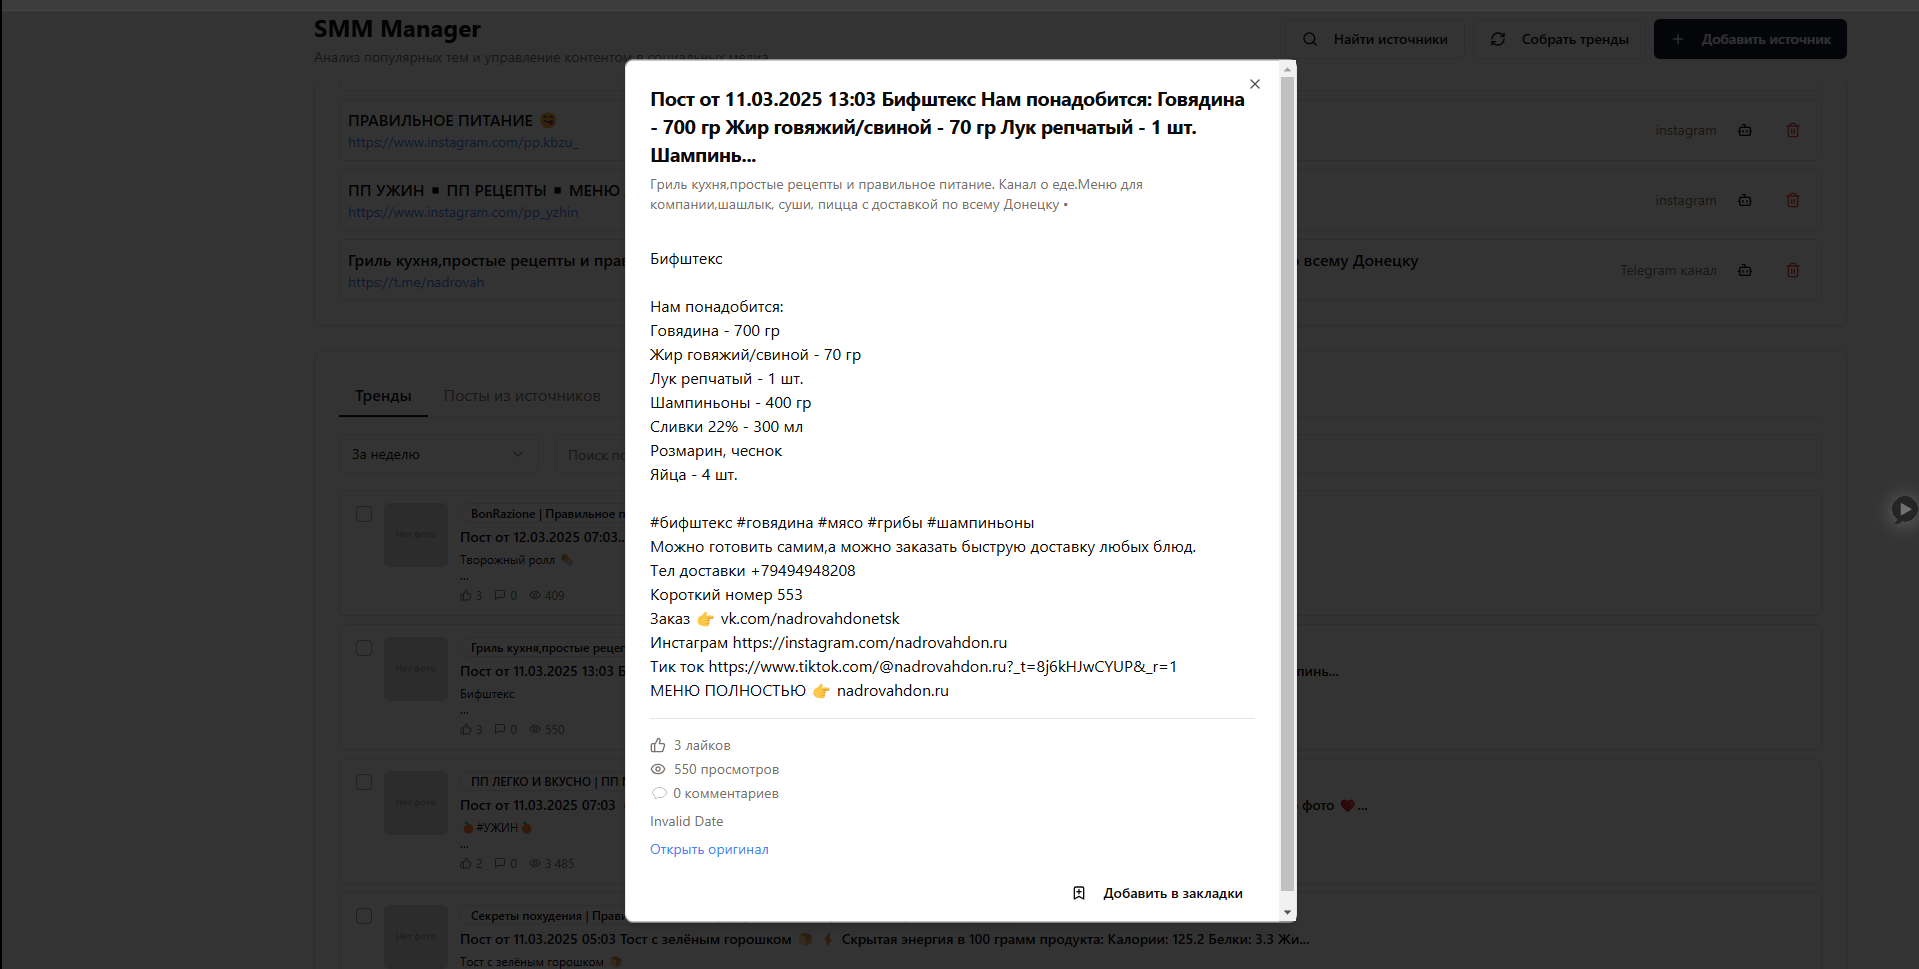 SMM Manager
Анализ популярных тем и управление контентом в социальных медиа
Найти источники
Собрать тренды
Добавить источник
ПРАВИЛЬНОЕ ПИТАНИЕ 😋
https://www.instagram.com/pp.kbzu_
instagram
ПП УЖИН ▪ ПП РЕЦЕПТЫ ▪ МЕНЮ
https://www.instagram.com/pp_yzhin
instagram
Гриль кухня,простые рецепты и пра
всему Донецку
https://t.me/nadrovah
Telegram канал
Тренды
Посты из источников
За неделю
Поиск по
Нет фото
BonRazione | Правильное п
Пост от 12.03.2025 07:03...
Творожный ролл
...
3 0 409
Нет фото
Гриль кухня,простые рецеп
Пост от 11.03.2025 13:03 Б
пинь...
Бифштекс
...
3 0 550
Нет фото
ПП ЛЕГКО И ВКУСНО | ПП
Пост от 11.03.2025 07:03
фото ❤️...
🍅#УЖИН🍅
...
2 0 3 485
Нет фото
Секреты похудения | Прави
Пост от 11.03.2025 05:03 Тост с зелёным горошком 🍞 ⚡ Скрытая энергия в 100 грамм продукта: Калории: 125.2 Белки: 3.3 Жи...
Тост с зелёным горошком 🍞
Пост от 11.03.2025 13:03 Бифштекс Нам понадобится: Говядина
- 700 гр Жир говяжий/свиной - 70 гр Лук репчатый - 1 шт.
Шампинь...
Гриль кухня,простые рецепты и правильное питание. Канал о еде.Меню для
компании,шашлык, суши, пицца с доставкой по всему Донецку •
Бифштекс
Нам понадобится:
Говядина - 700 гр
Жир говяжий/свиной - 70 гр
Лук репчатый - 1 шт.
Шампиньоны - 400 гр
Сливки 22% - 300 мл
Розмарин, чеснок
Яйца - 4 шт.
#бифштекс #говядина #мясо #грибы #шампиньоны
Можно готовить самим,а можно заказать быструю доставку любых блюд.
Тел доставки +79494948208
Короткий номер 553
Заказ 👉 vk.com/nadrovahdonetsk
Инстаграм https://instagram.com/nadrovahdon.ru
Тик ток https://www.tiktok.com/@nadrovahdon.ru?_t=8j6kHJwCYUP&_r=1
МЕНЮ ПОЛНОСТЬЮ 👉 nadrovahdon.ru
3 лайков
550 просмотров
0 комментариев
Invalid Date
Открыть оригинал
Добавить в закладки